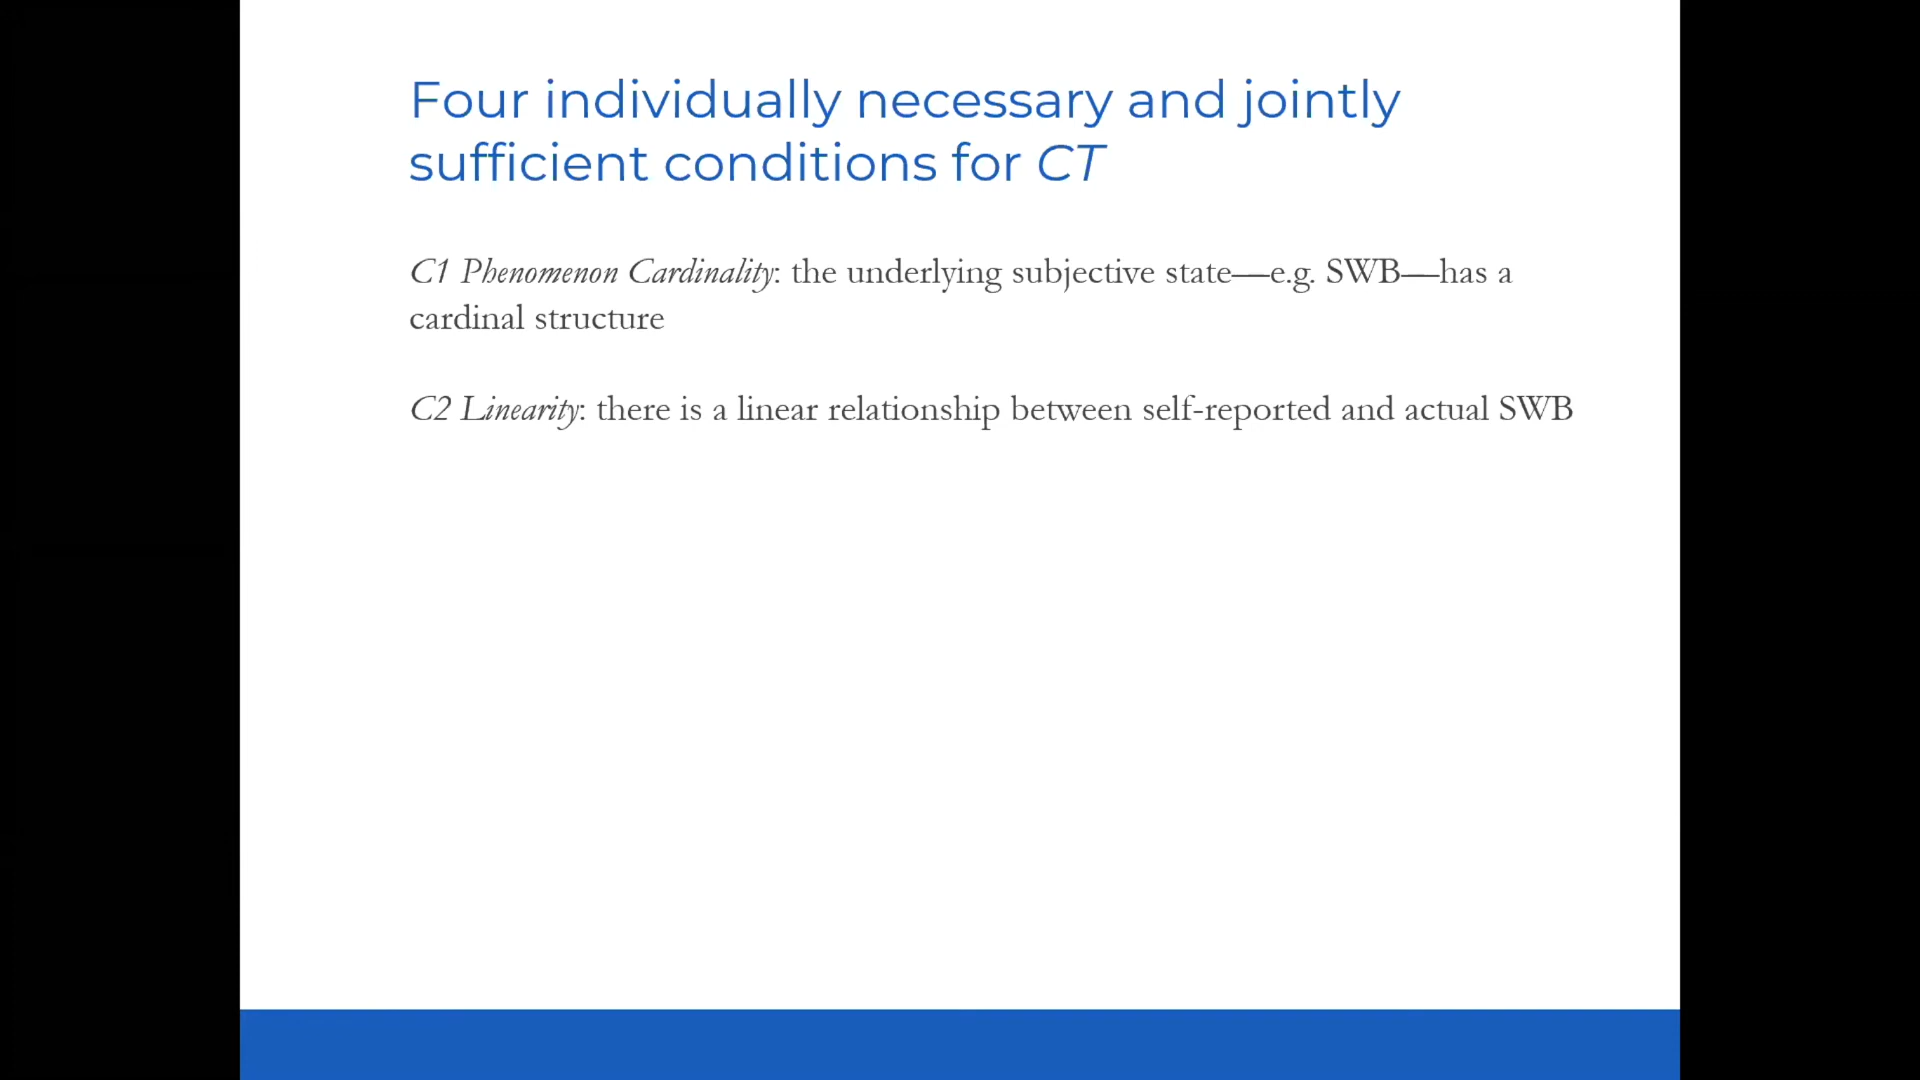 Four individually necessary and jointly
sufficient conditions for CT
C1 Phenomenon Cardinality: the underlying subjective state—e.g. SWB—has a
cardinal structure
C2 Linearity: there is a linear relationship between self-reported and actual SWB